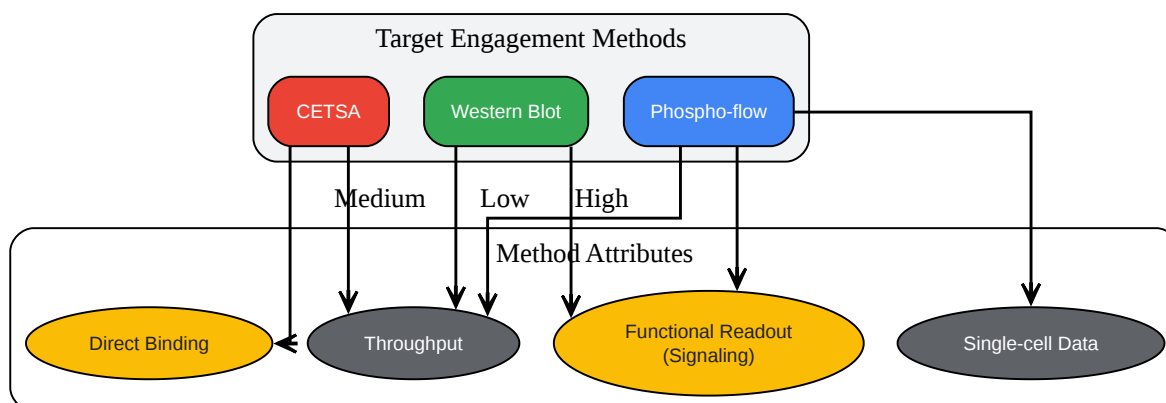 Target Engagement Methods
CETSA
Western Blot
Phospho-flow
Medium
Low
High
Method Attributes
Direct Binding
Throughput
Functional Readout
(Signaling)
Single-cell Data